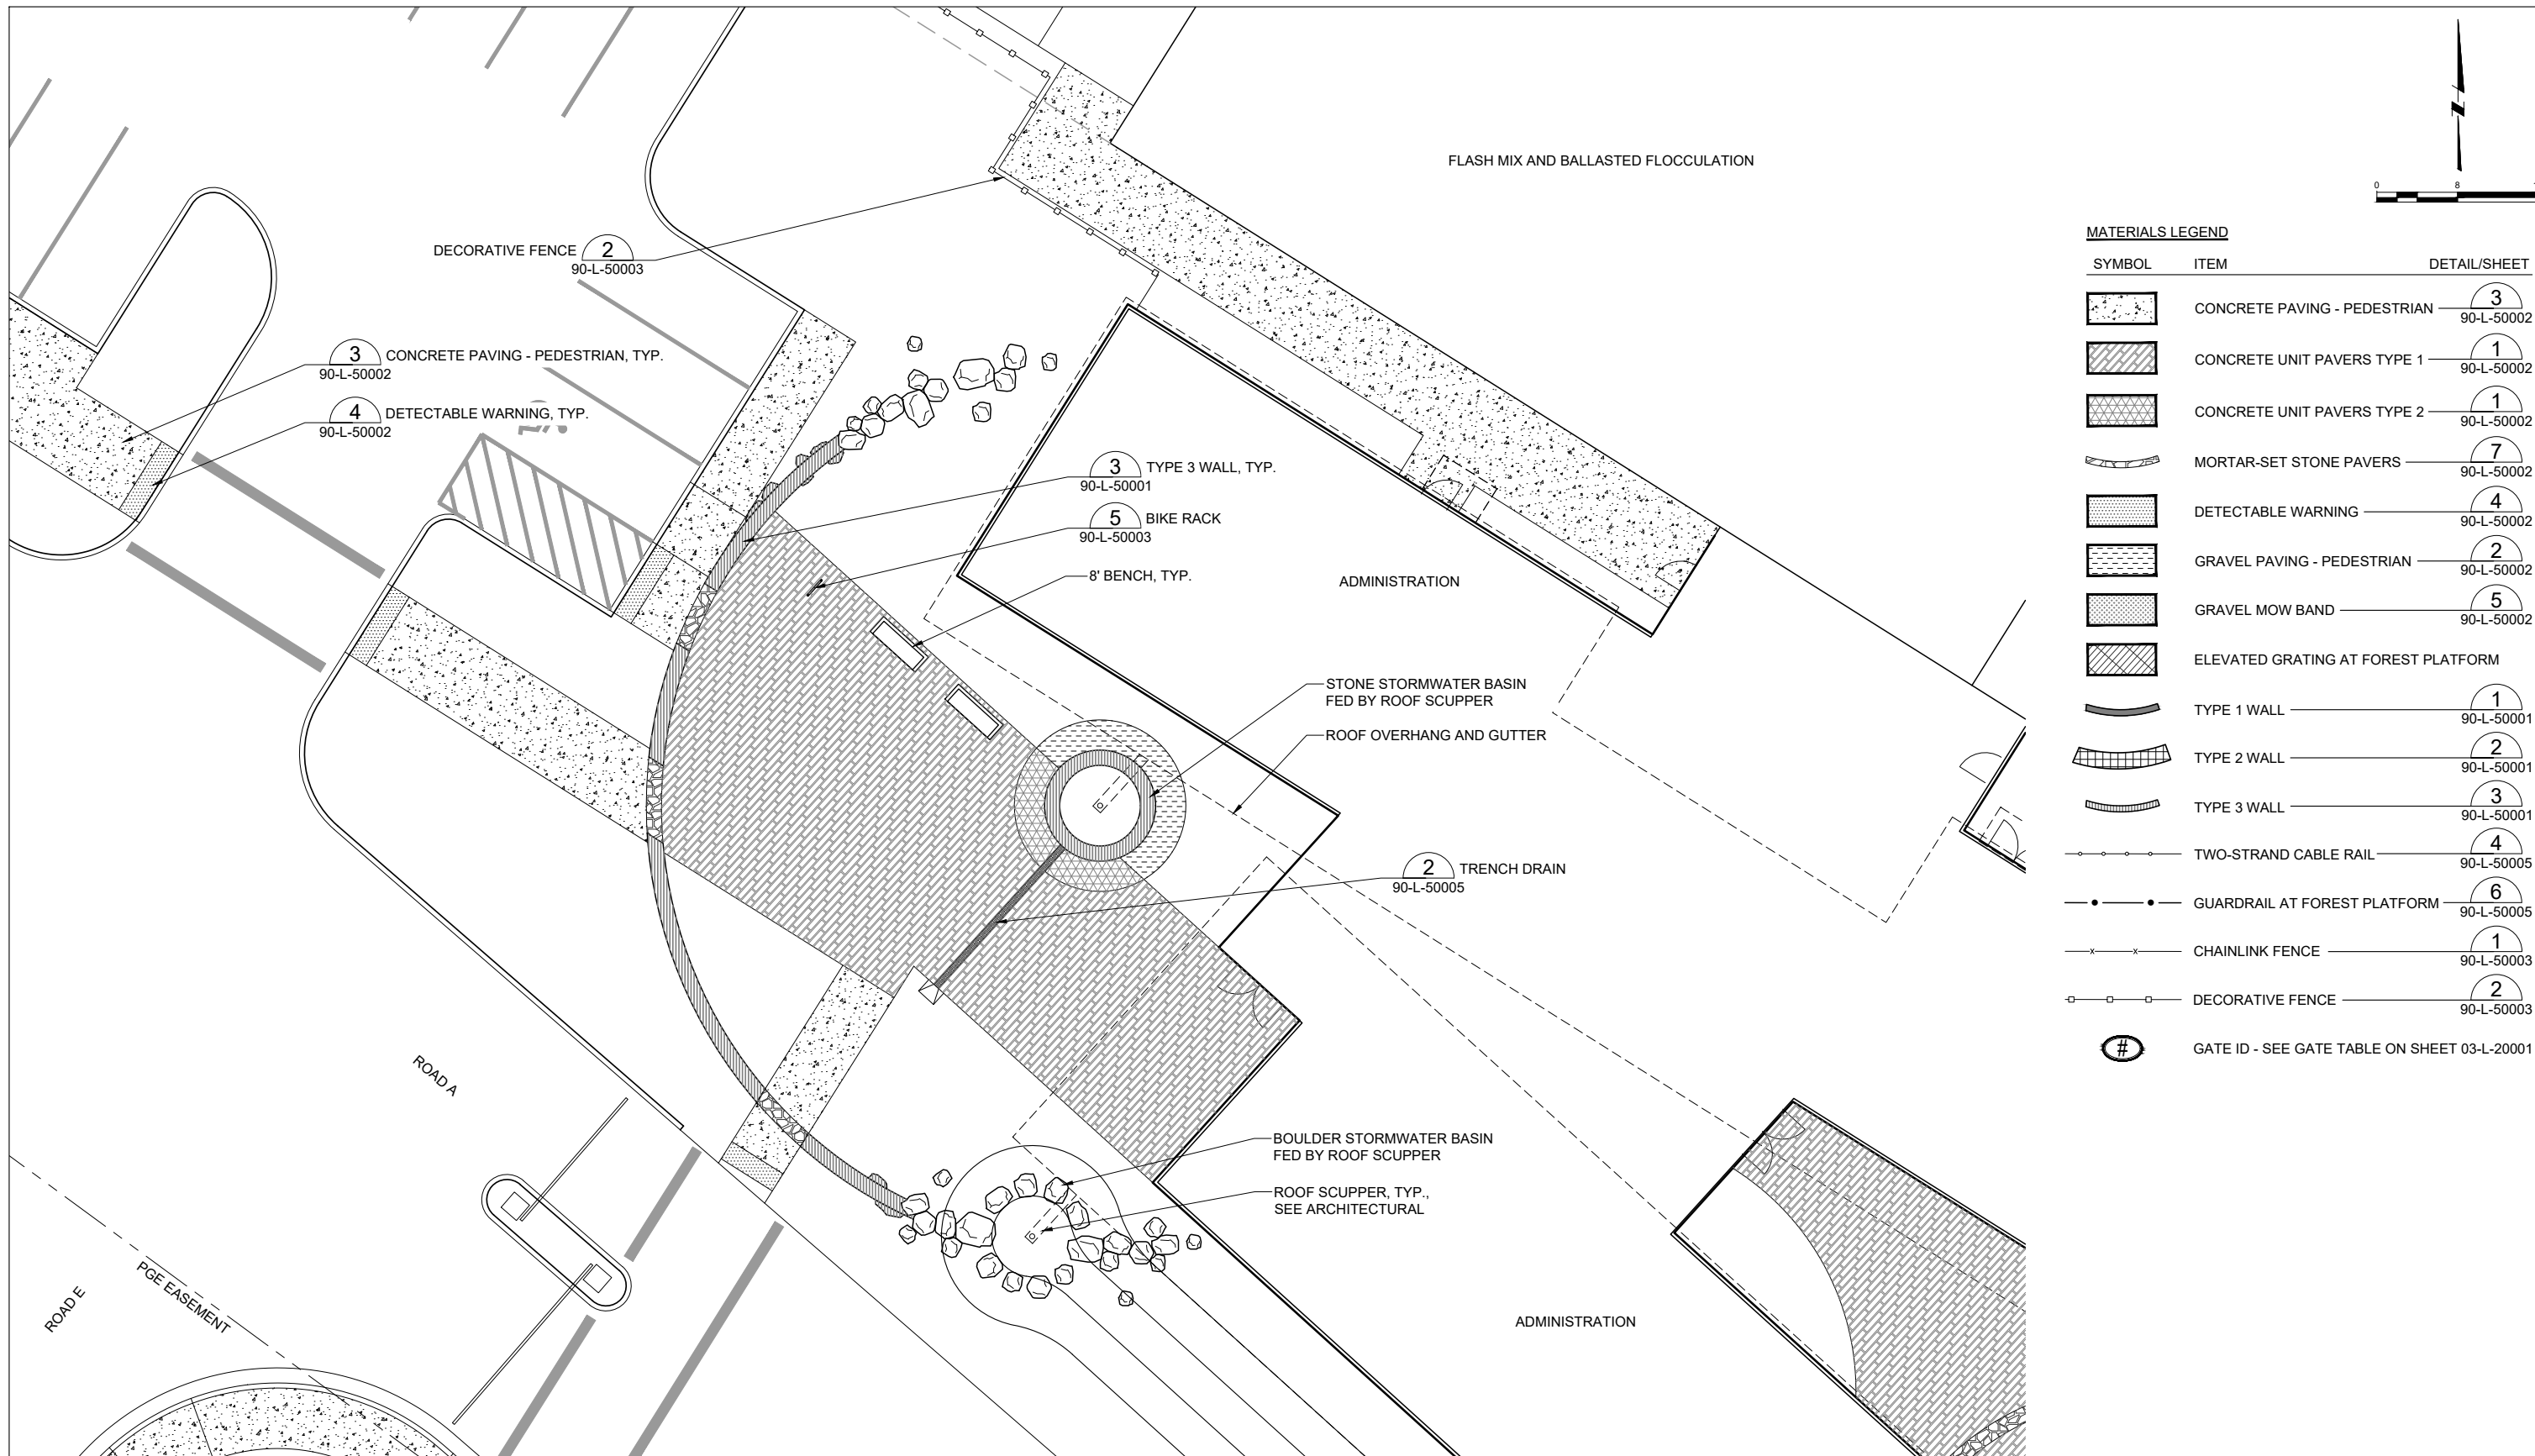 FLASH MIX AND BALLASTED FLOCCULATION
DECORATIVE FENCE 2
90-L-50003
3 CONCRETE PAVING - PEDESTRIAN, TYP.
90-L-50002
4 DETECTABLE WARNING, TYP.
90-L-50002
3 TYPE 3 WALL, TYP.
90-L-50001
5 BIKE RACK
90-L-50003
8' BENCH, TYP.
ADMINISTRATION
STONE STORMWATER BASIN
FED BY ROOF SCUPPER
ROOF OVERHANG AND GUTTER
2 TRENCH DRAIN
90-L-50005
ROAD A
BOULDER STORMWATER BASIN
FED BY ROOF SCUPPER
ROOF SCUPPER, TYP.,
SEE ARCHITECTURAL
PGE EASEMENT
ROAD E
ADMINISTRATION
0 8
MATERIALS LEGEND
SYMBOL ITEM DETAIL/SHEET
CONCRETE PAVING - PEDESTRIAN 3
90-L-50002
CONCRETE UNIT PAVERS TYPE 1 1
90-L-50002
CONCRETE UNIT PAVERS TYPE 2 1
90-L-50002
MORTAR-SET STONE PAVERS 7
90-L-50002
DETECTABLE WARNING 4
90-L-50002
GRAVEL PAVING - PEDESTRIAN 2
90-L-50002
GRAVEL MOW BAND 5
90-L-50002
ELEVATED GRATING AT FOREST PLATFORM
TYPE 1 WALL 1
90-L-50001
TYPE 2 WALL 2
90-L-50001
TYPE 3 WALL 3
90-L-50001
TWO-STRAND CABLE RAIL 4
90-L-50005
GUARDRAIL AT FOREST PLATFORM 6
90-L-50005
x x CHAINLINK FENCE 1
90-L-50003
DECORATIVE FENCE 2
90-L-50003
# GATE ID - SEE GATE TABLE ON SHEET 03-L-20001